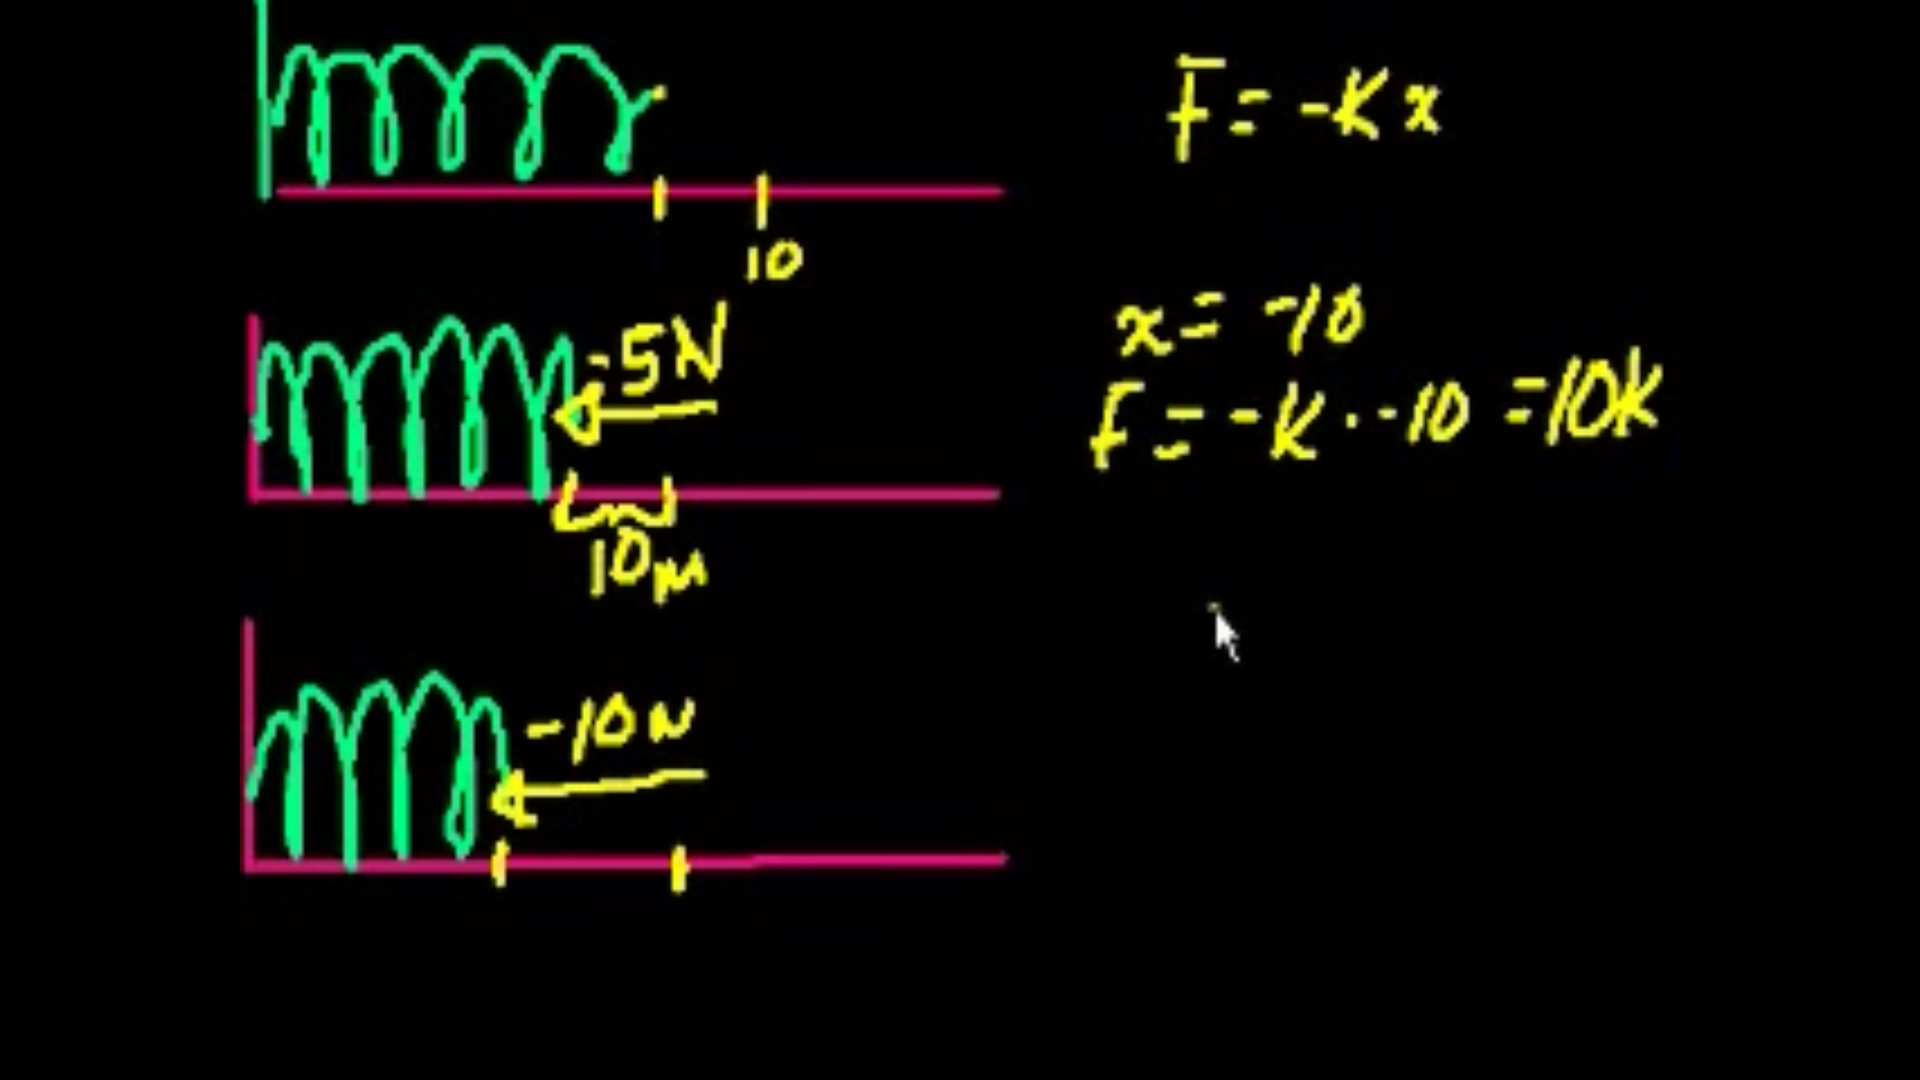 F = -Kx
10
-5N
x = -10
F = -K · -10 = 10K
10m
-10N